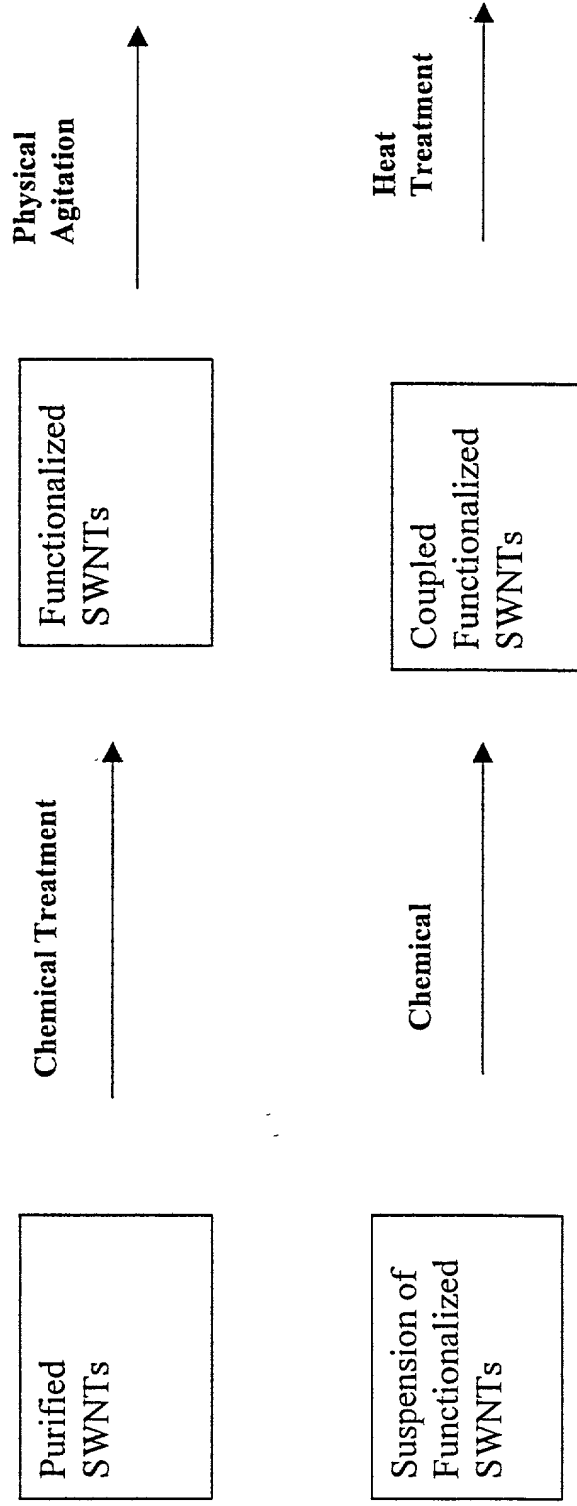 Purified
SWNTs
Chemical Treatment
Functionalized
SWNTs
Physical
Agitation
Suspension of
Functionalized
SWNTs
Chemical
Coupled
Functionalized
SWNTs
Heat
Treatment